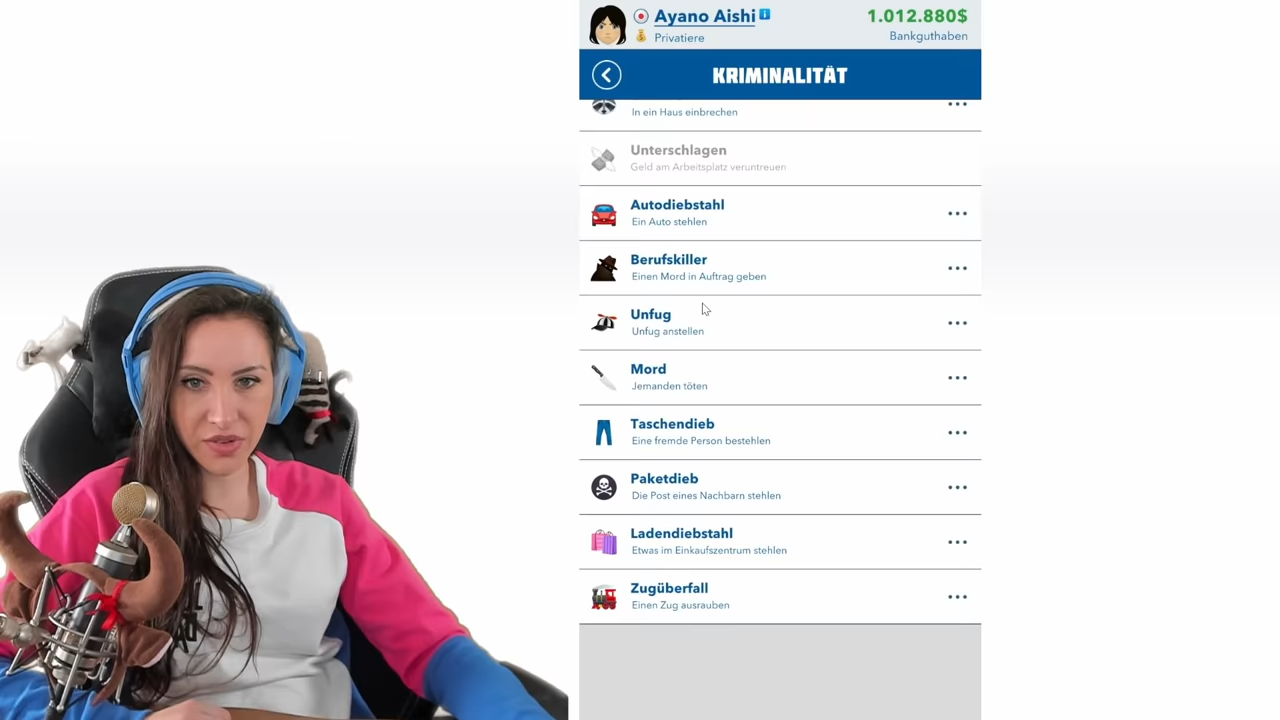 Ayano Aishi
1.012.880$
Privatiere
Bankguthaben
KRIMINALITÄT
In ein Haus einbrechen
Unterschlagen
Geld am Arbeitsplatz veruntreuen
Autodiebstahl
Ein Auto stehlen
Berufskiller
Einen Mord in Auftrag geben
Unfug
Unfug anstellen
Mord
Jemanden töten
Taschendieb
Eine fremde Person bestehlen
Paketdieb
Die Post eines Nachbarn stehlen
Ladendiebstahl
Etwas im Einkaufszentrum stehlen
Zugüberfall
Einen Zug ausrauben